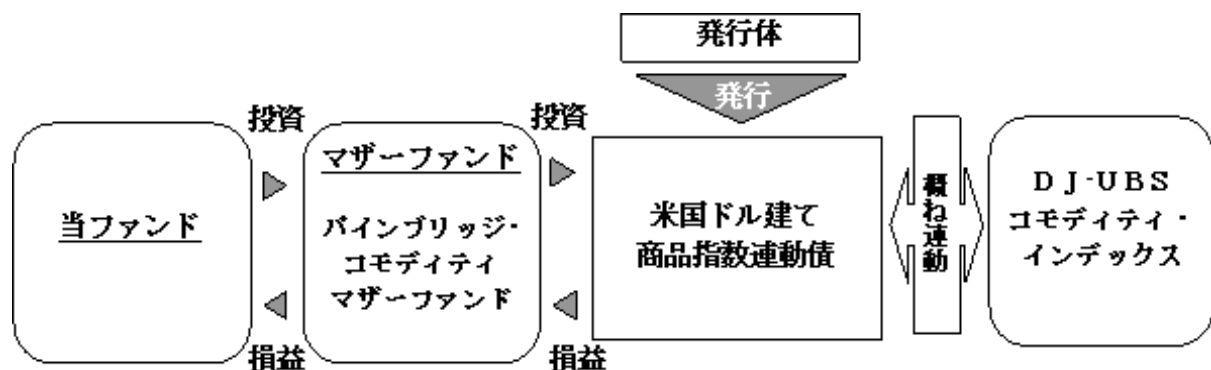 発行体
発行
投資
投資
当ファンド
マザーファンド
パインブリッジ・
コモディティ
マザーファンド
米国ドル建て
商品指数連動債
概ね連動
ＤＪ-ＵＢＳ
コモディティ・
インデックス
損益
損益